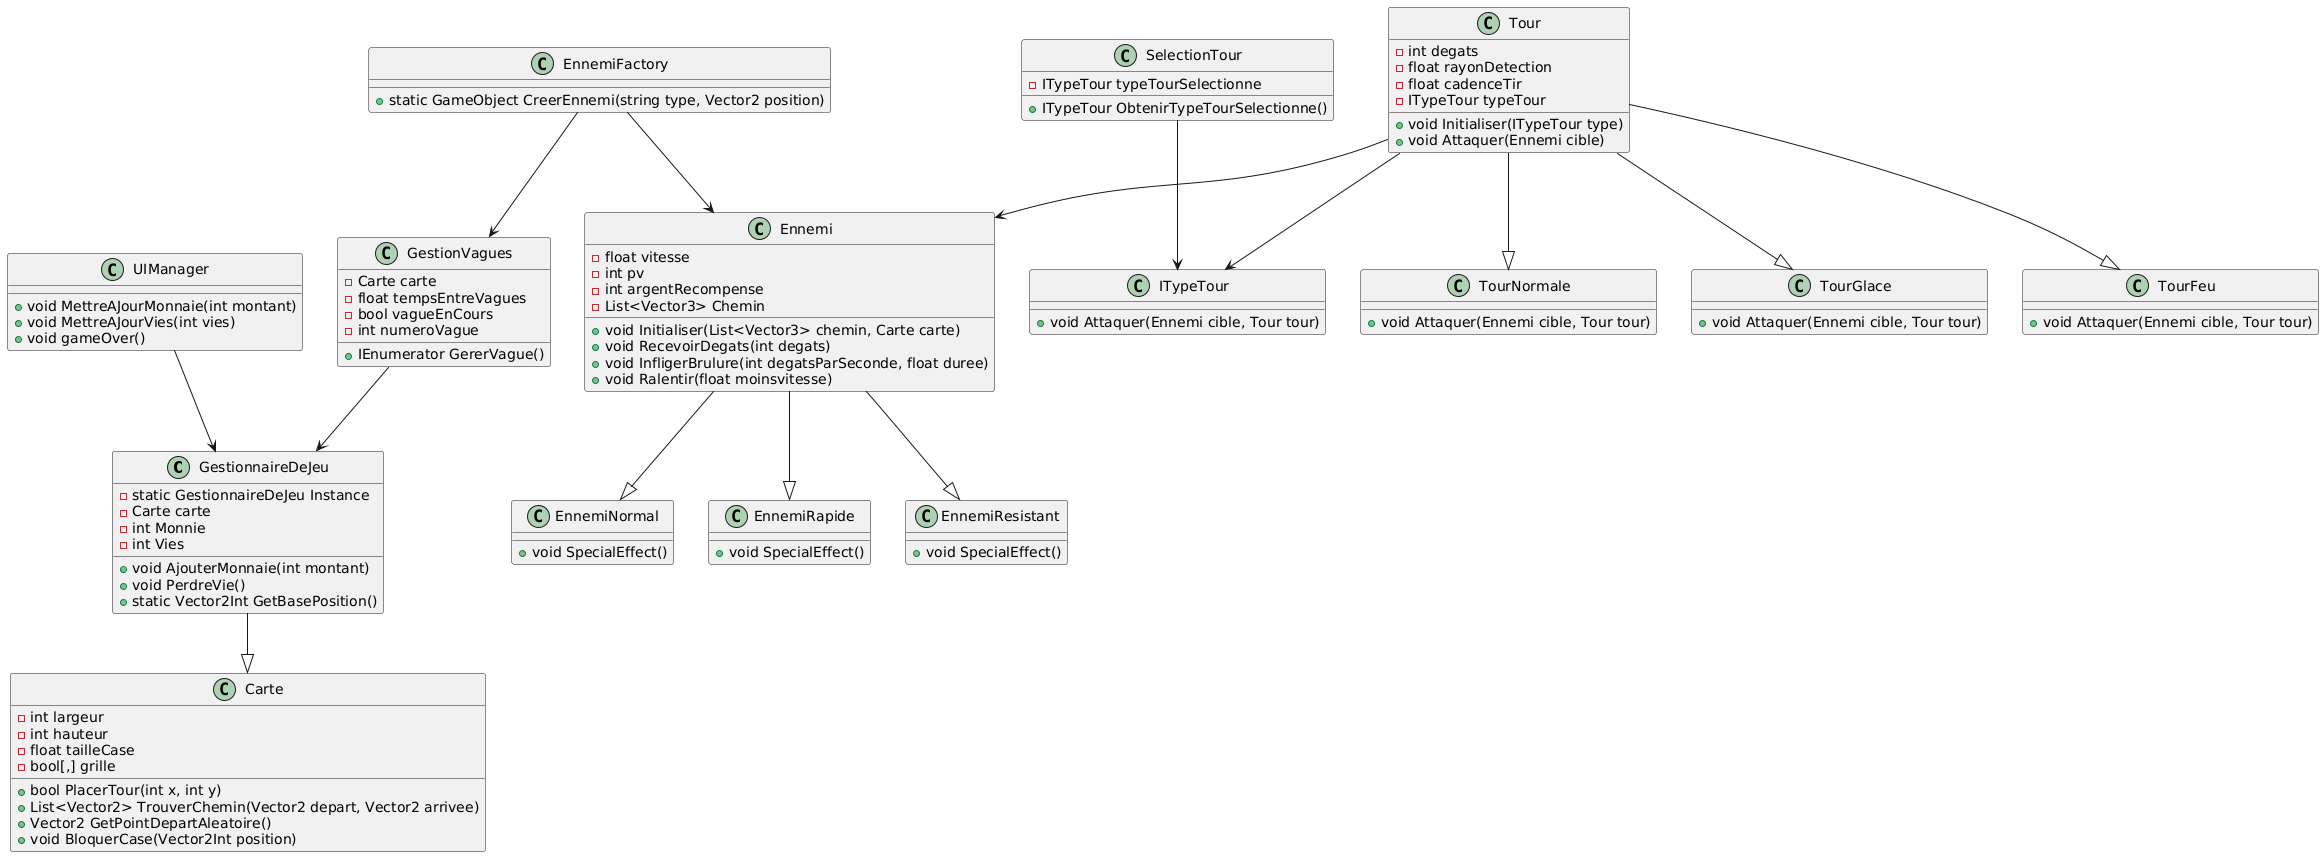 C Tour
int degats
float rayonDetection
float cadenceTir
ITypeTour typeTour
void Initialiser(ITypeTour type)
void Attaquer(Ennemi cible)
C SelectionTour
ITypeTour typeTourSelectionne
ITypeTour ObtenirTypeTourSelectionne()
C EnnemiFactory
static GameObject CreerEnnemi(string type, Vector2 position)
C UIManager
void MettreAJourMonnaie(int montant)
void MettreAJourVies(int vies)
void gameOver()
C GestionVagues
Carte carte
float tempsEntreVagues
bool vagueEnCours
int numeroVague
IEnumerator GererVague()
C Ennemi
float vitesse
int pv
int argentRecompense
List<Vector3> Chemin
void Initialiser(List<Vector3> chemin, Carte carte)
void RecevoirDegats(int degats)
void InfligerBrulure(int degatsParSeconde, float duree)
void Ralentir(float moinsvitesse)
C ITypeTour
void Attaquer(Ennemi cible, Tour tour)
C TourNormale
void Attaquer(Ennemi cible, Tour tour)
C TourGlace
void Attaquer(Ennemi cible, Tour tour)
C TourFeu
void Attaquer(Ennemi cible, Tour tour)
C GestionnaireDeJeu
static GestionnaireDeJeu Instance
Carte carte
int Monnie
int Vies
void AjouterMonnaie(int montant)
void PerdreVie()
static Vector2Int GetBasePosition()
C EnnemiNormal
void SpecialEffect()
C EnnemiRapide
void SpecialEffect()
C EnnemiResistant
void SpecialEffect()
C Carte
int largeur
int hauteur
float tailleCase
bool[,] grille
bool PlacerTour(int x, int y)
List<Vector2> TrouverChemin(Vector2 depart, Vector2 arrivee)
Vector2 GetPointDepartAleatoire()
void BloquerCase(Vector2Int position)